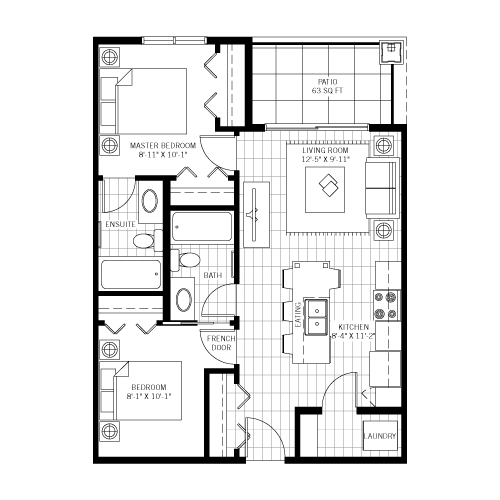 PATIO
63 SQ FT
MASTER BEDROOM
8'-11" X 10'-1"
LIVING ROOM
12'-5" X 9'-11"
ENSUITE
BATH
EATING
KITCHEN
8'-4" X 11'-2"
FRENCH
DOOR
BEDROOM
8'-1" X 10'-1"
LAUNDRY